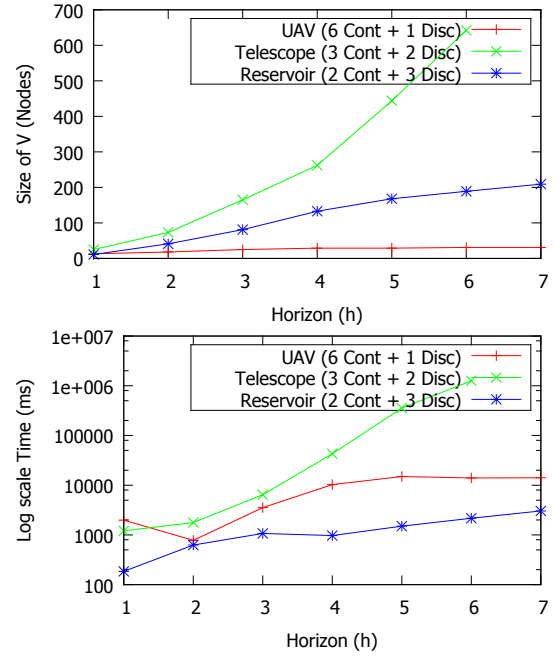 700
600
500
400
300
200
100
0
Size of V (Nodes)
UAV (6 Cont + 1 Disc)
Telescope (3 Cont + 2 Disc)
Reservoir (2 Cont + 3 Disc)
1 2 3 4 5 6 7
Horizon (h)
1e+007
1e+006
100000
10000
1000
100
Log scale Time (ms)
UAV (6 Cont + 1 Disc)
Telescope (3 Cont + 2 Disc)
Reservoir (2 Cont + 3 Disc)
1 2 3 4 5 6 7
Horizon (h)